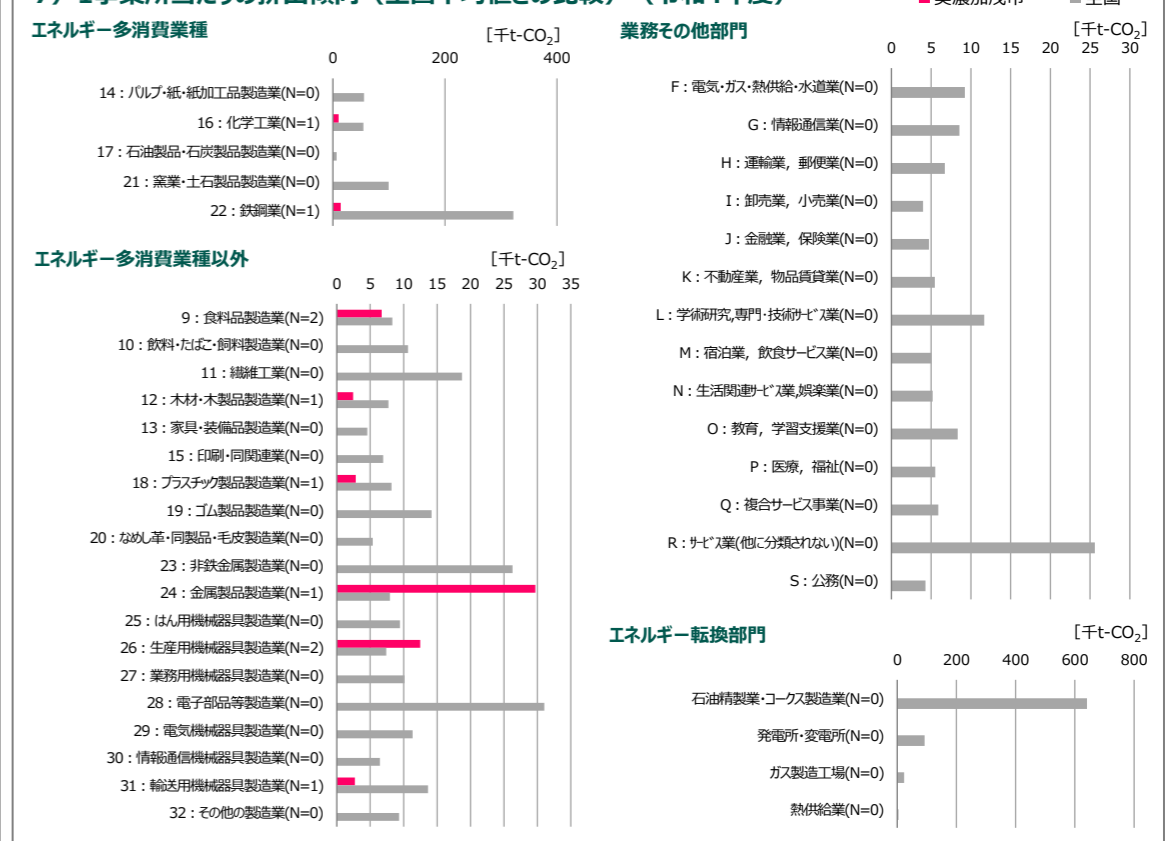 エネルギー多消費業種
[千t-CO2]
0 200 400
14：パルプ・紙・紙加工品製造業(N=0)
16：化学工業(N=1)
17：石油製品・石炭製品製造業(N=0)
21：窯業・土石製品製造業(N=0)
22：鉄鋼業(N=1)
エネルギー多消費業種以外
[千t-CO2]
0 5 10 15 20 25 30 35
9：食料品製造業(N=2)
10：飲料・たばこ・飼料製造業(N=0)
11：繊維工業(N=0)
12：木材・木製品製造業(N=1)
13：家具・装備品製造業(N=0)
15：印刷・同関連業(N=0)
18：プラスチック製品製造業(N=1)
19：ゴム製品製造業(N=0)
20：なめし革・同製品・毛皮製造業(N=0)
23：非鉄金属製造業(N=0)
24：金属製品製造業(N=1)
25：はん用機械器具製造業(N=0)
26：生産用機械器具製造業(N=2)
27：業務用機械器具製造業(N=0)
28：電子部品等製造業(N=0)
29：電気機械器具製造業(N=0)
30：情報通信機械器具製造業(N=0)
31：輸送用機械器具製造業(N=1)
32：その他の製造業(N=0)
業務その他部門
[千t-CO2]
0 5 10 15 20 25 30
F：電気・ガス・熱供給・水道業(N=0)
G：情報通信業(N=0)
H：運輸業，郵便業(N=0)
I：卸売業，小売業(N=0)
J：金融業，保険業(N=0)
K：不動産業，物品賃貸業(N=0)
L：学術研究,専門・技術ｻｰﾋﾞｽ業(N=0)
M：宿泊業，飲食サービス業(N=0)
N：生活関連ｻｰﾋﾞｽ業,娯楽業(N=0)
O：教育，学習支援業(N=0)
P：医療，福祉(N=0)
Q：複合サービス事業(N=0)
R：ｻｰﾋﾞｽ業(他に分類されない)(N=0)
S：公務(N=0)
エネルギー転換部門
[千t-CO2]
0 200 400 600 800
石油精製業・コークス製造業(N=0)
発電所・変電所(N=0)
ガス製造工場(N=0)
熱供給業(N=0)